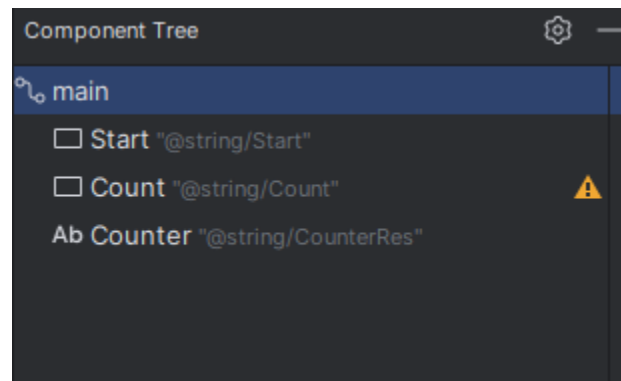 Component Tree
main
Start "@string/Start"
Count "@string/Count"
Ab Counter "@string/CounterRes"